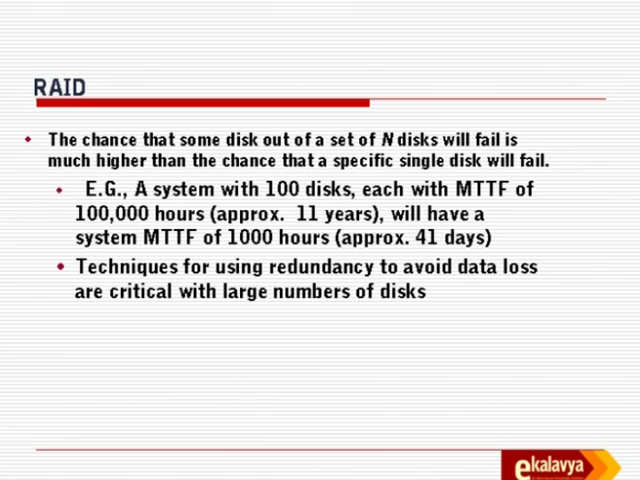 RAID
The chance that some disk out of a set of N disks will fail is
much higher than the chance that a specific single disk will fail.
E.G., A system with 100 disks, each with MTTF of
100,000 hours (approx. 11 years), will have a
system MTTF of 1000 hours (approx. 41 days)
Techniques for using redundancy to avoid data loss
are critical with large numbers of disks
ekalavya